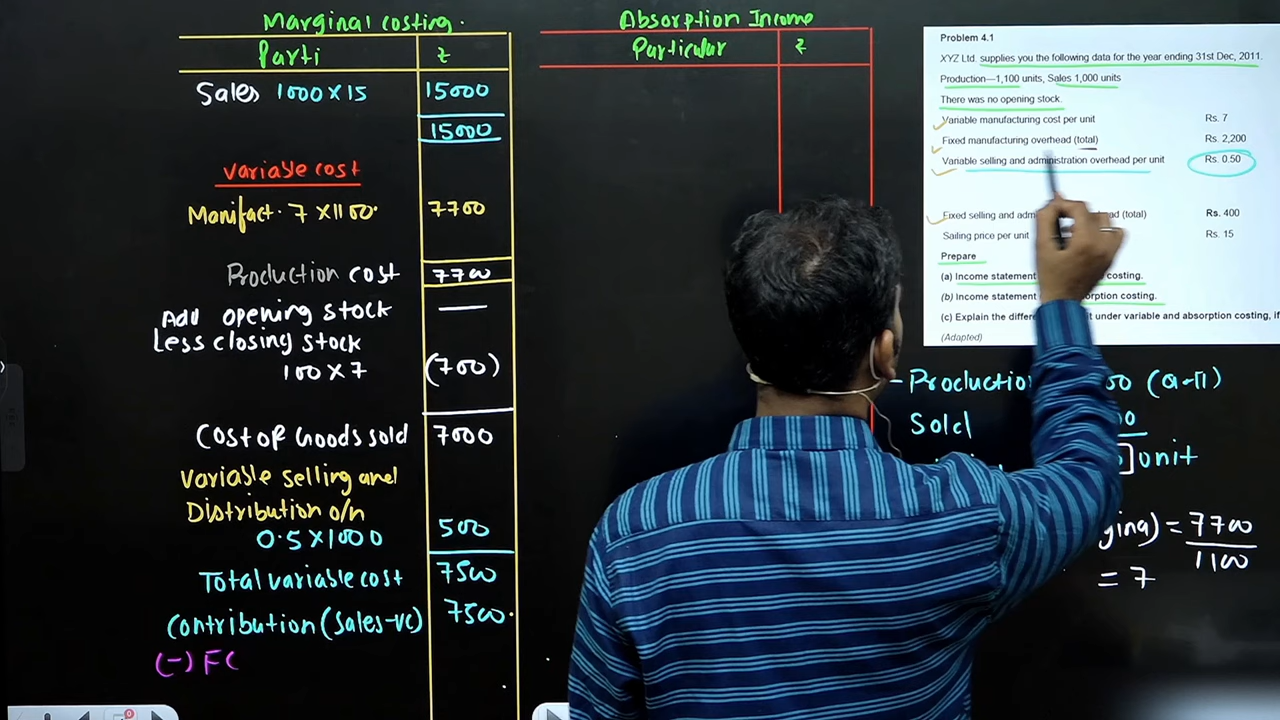 Marginal costing.
Parti ₹
Sales 1000 X 15 15000
15000
Variable cost
Manifact. 7 X 1100. 7700
Production cost 7700
Add opening stock —
Less closing stock
100 X 7 (700)
Cost of Goods sold 7000
Variable selling and
Distribution o/h
0.5 X 1000 500
Total variable cost 7500
Contribution (Sales-VC) 7500.
(-) FC
Absorption Income
Particular ₹
Problem 4.1
XYZ Ltd. supplies you the following data for the year ending 31st Dec, 2011.
Production—1,100 units, Sales 1,000 units
There was no opening stock.
Variable manufacturing cost per unit Rs. 7
Fixed manufacturing overhead (total) Rs. 2,200
Variable selling and administration overhead per unit Rs. 0.50
Fixed selling and (total) Rs. 400
Sailing price per unit Rs. 15
Prepare
(a) Income statement costing.
(b) Income statement costing.
(c) Explain the under variable and absorption costing, if
(Adapted)
- 
Sold
unit
= 7700
1100
= 7